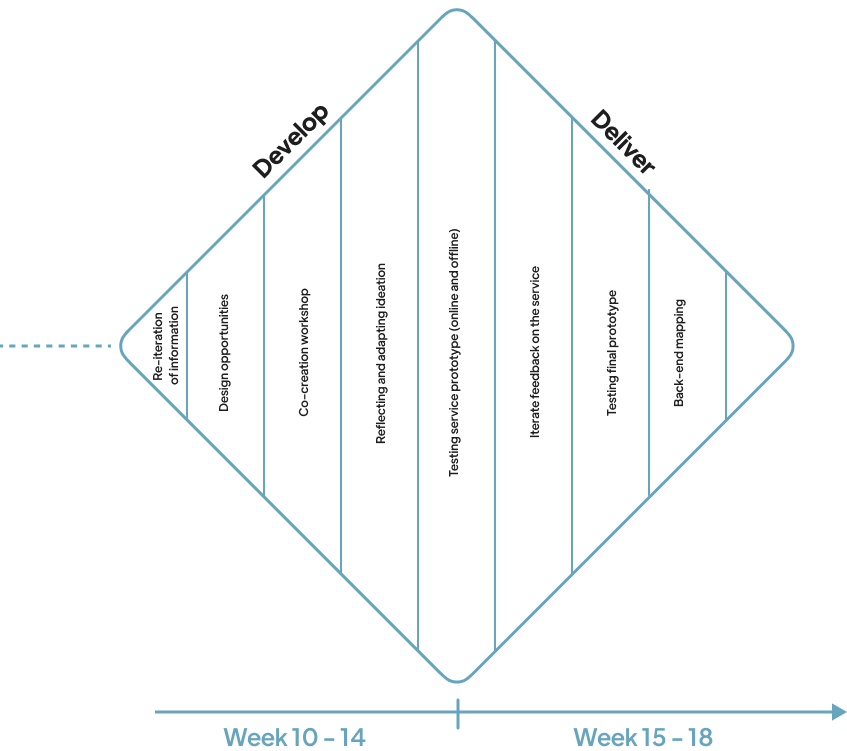 Develop
Deliver
Re-iteration
of information
Design opportunities
Co-creation workshop
Reflecting and adapting ideation
Testing service prototype (online and offline)
Iterate feedback on the service
Testing final prototype
Back-end mapping
Week 10 - 14
Week 15 - 18